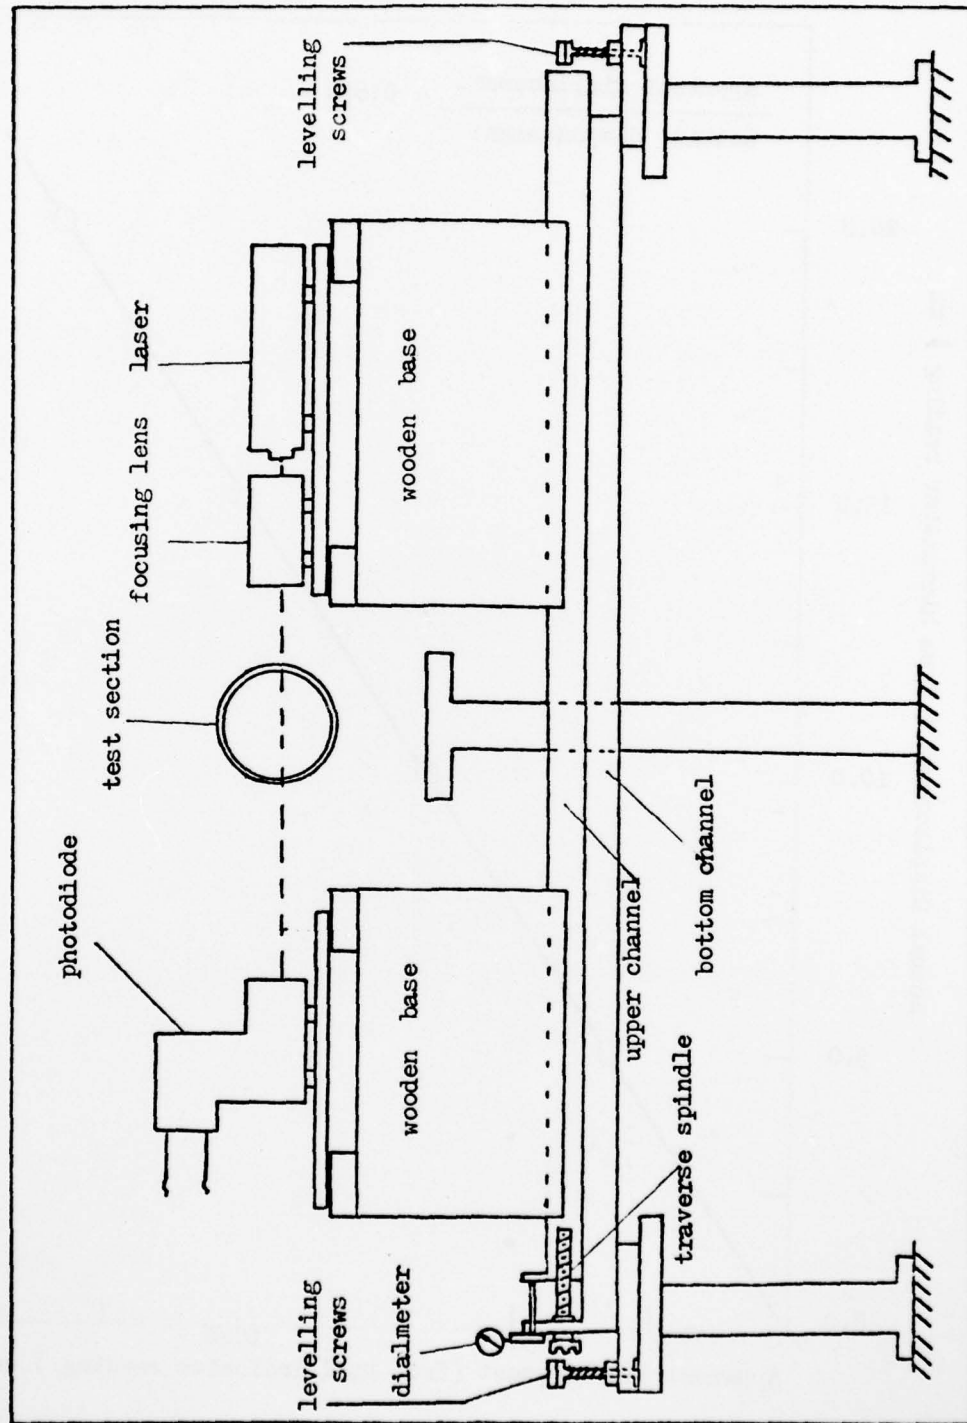 photodiode
test section
focusing lens
laser
levelling
screws
levelling
screws
dialmeter
wooden base
wooden base
upper channel
traverse spindle
bottom channel